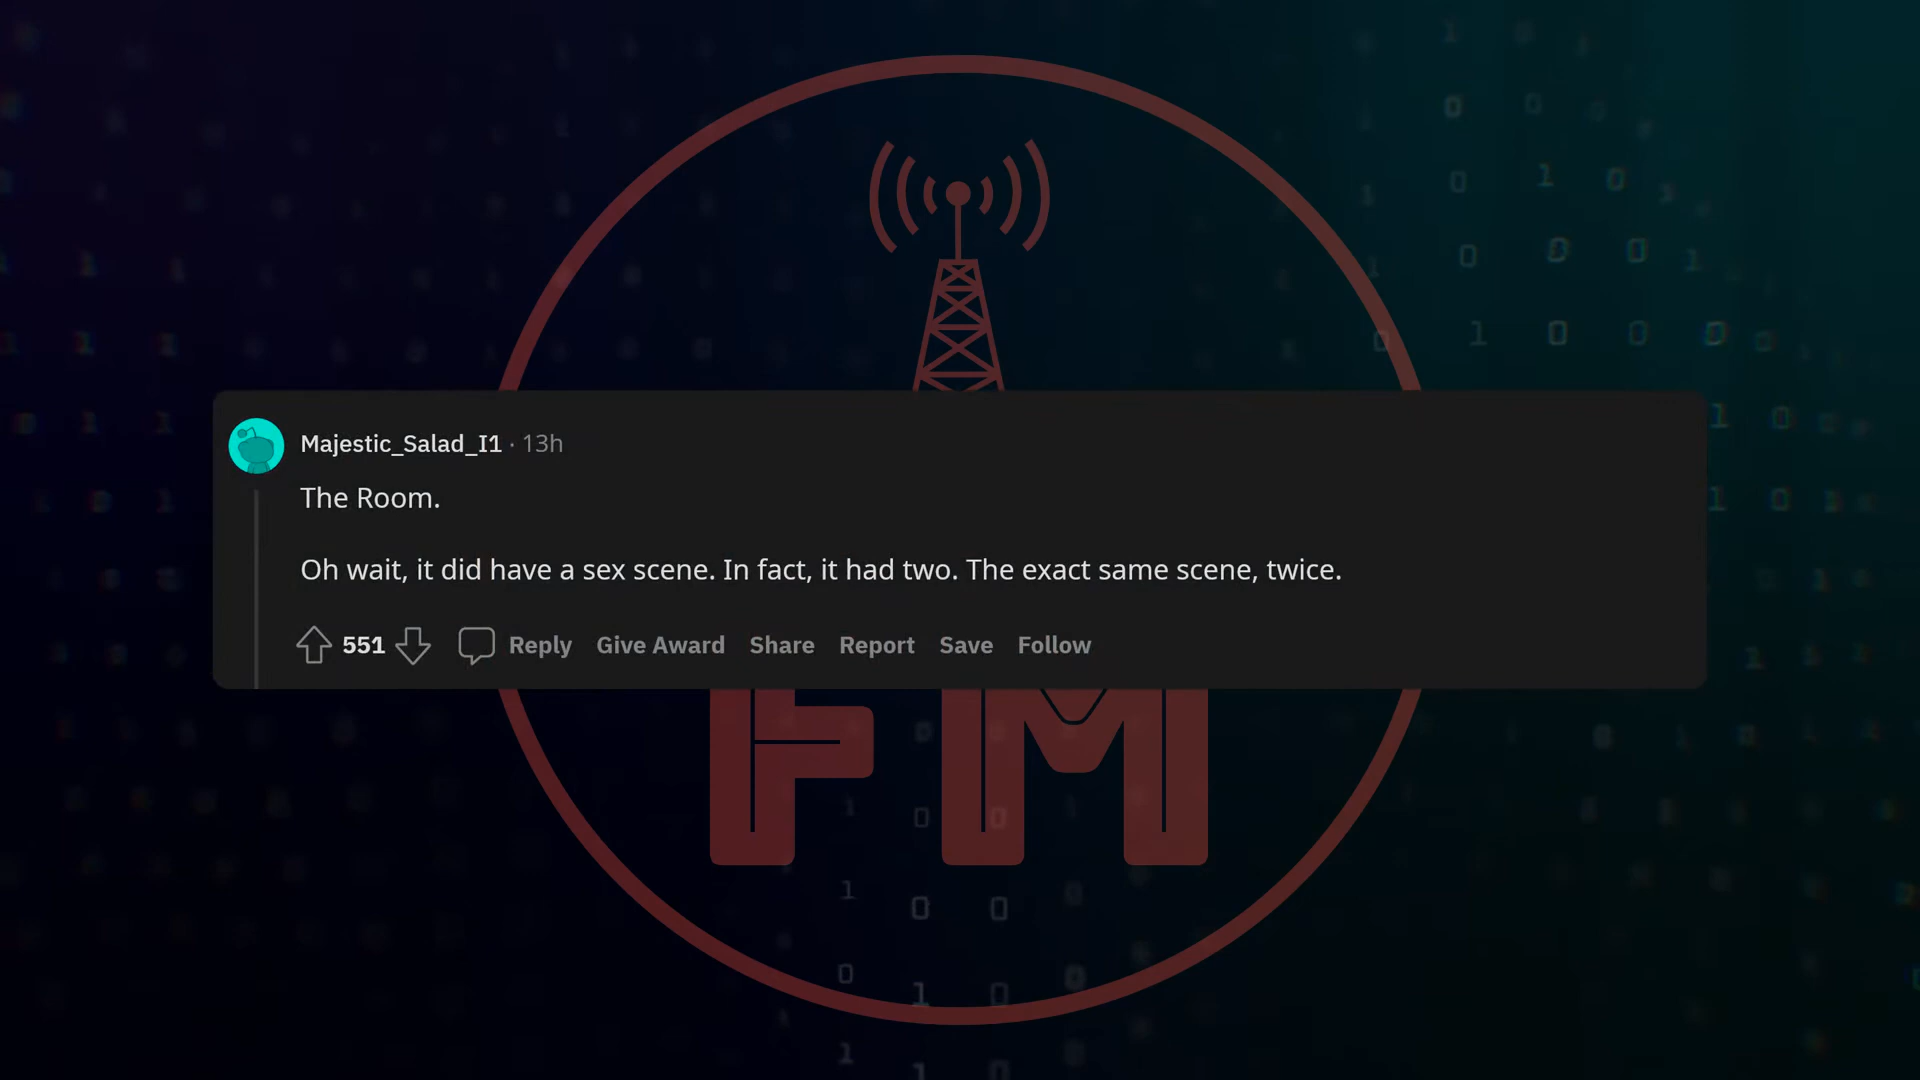 Majestic_Salad_I1 · 13h
The Room.
Oh wait, it did have a sex scene. In fact, it had two. The exact same scene, twice.
551 Reply Give Award Share Report Save Follow
FM